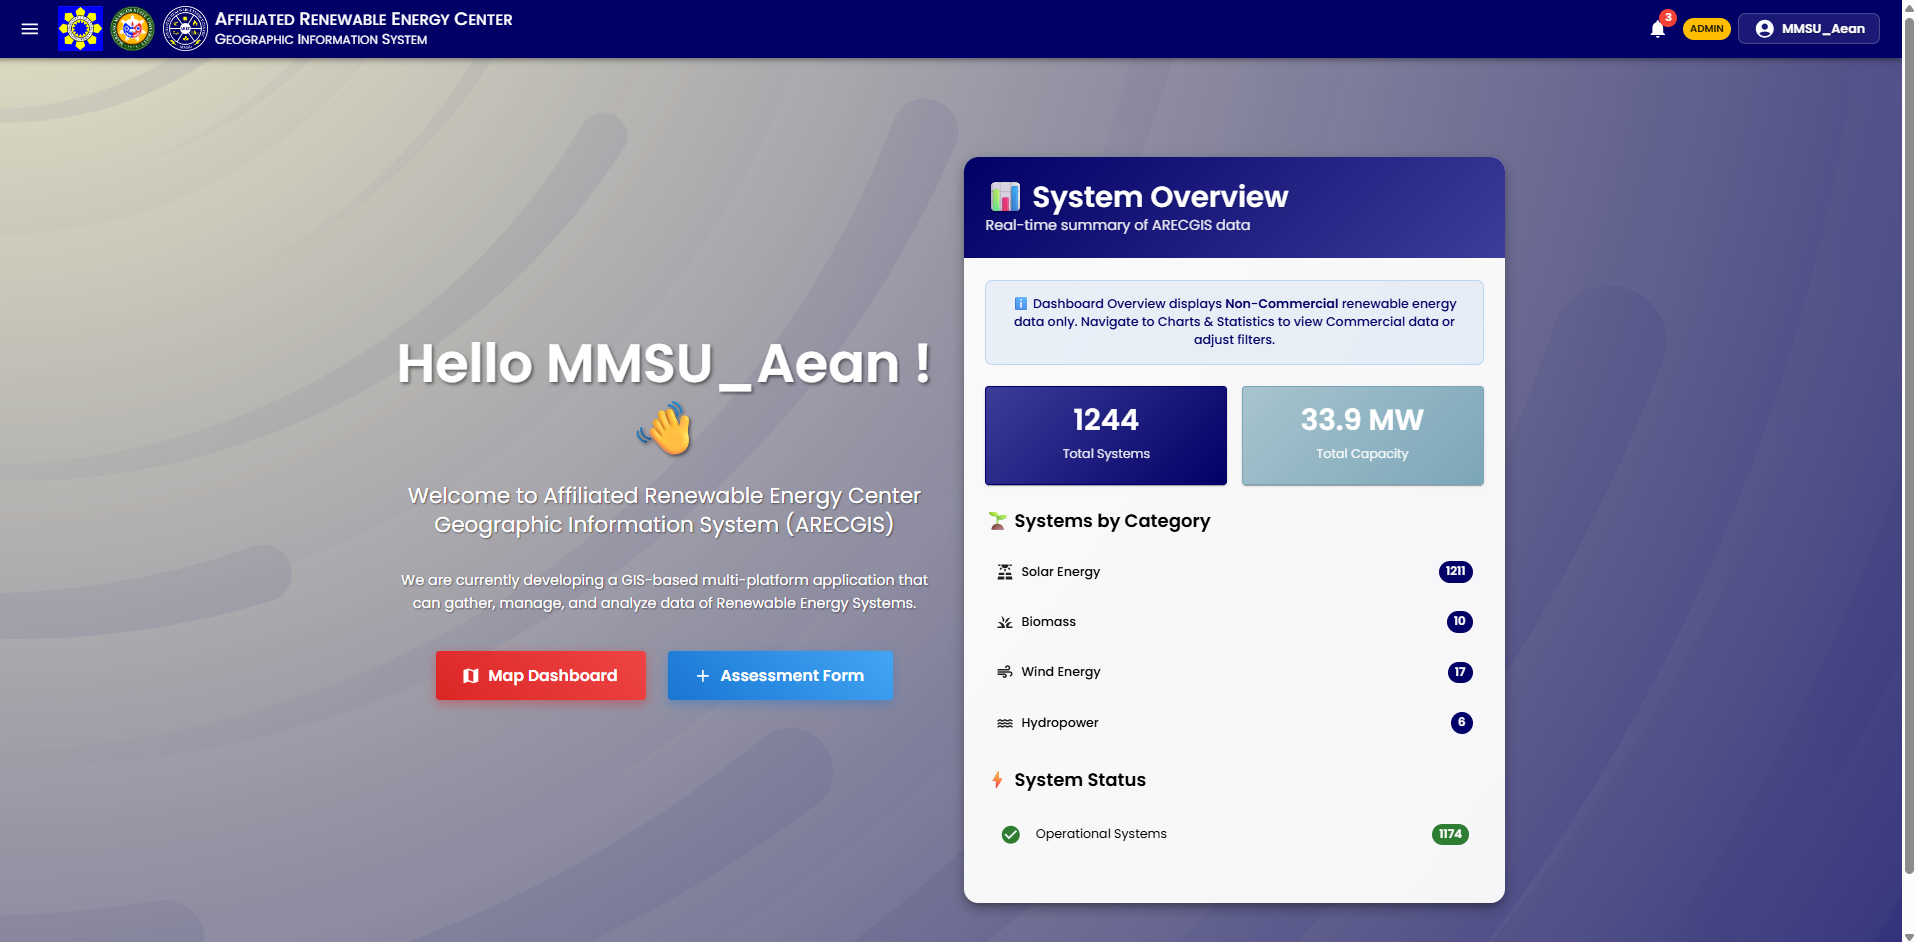 AFFILIATED RENEWABLE ENERGY CENTER
GEOGRAPHIC INFORMATION SYSTEM
3
ADMIN
MMSU_Aean
Hello MMSU_Aean !
Welcome to Affiliated Renewable Energy Center
Geographic Information System (ARECGIS)
We are currently developing a GIS-based multi-platform application that
can gather, manage, and analyze data of Renewable Energy Systems.
Map Dashboard
Assessment Form
System Overview
Real-time summary of ARECGIS data
Dashboard Overview displays Non-Commercial renewable energy
data only. Navigate to Charts & Statistics to view Commercial data or
adjust filters.
1244
Total Systems
33.9 MW
Total Capacity
Systems by Category
Solar Energy 1211
Biomass 10
Wind Energy 17
Hydropower 6
System Status
Operational Systems 1174